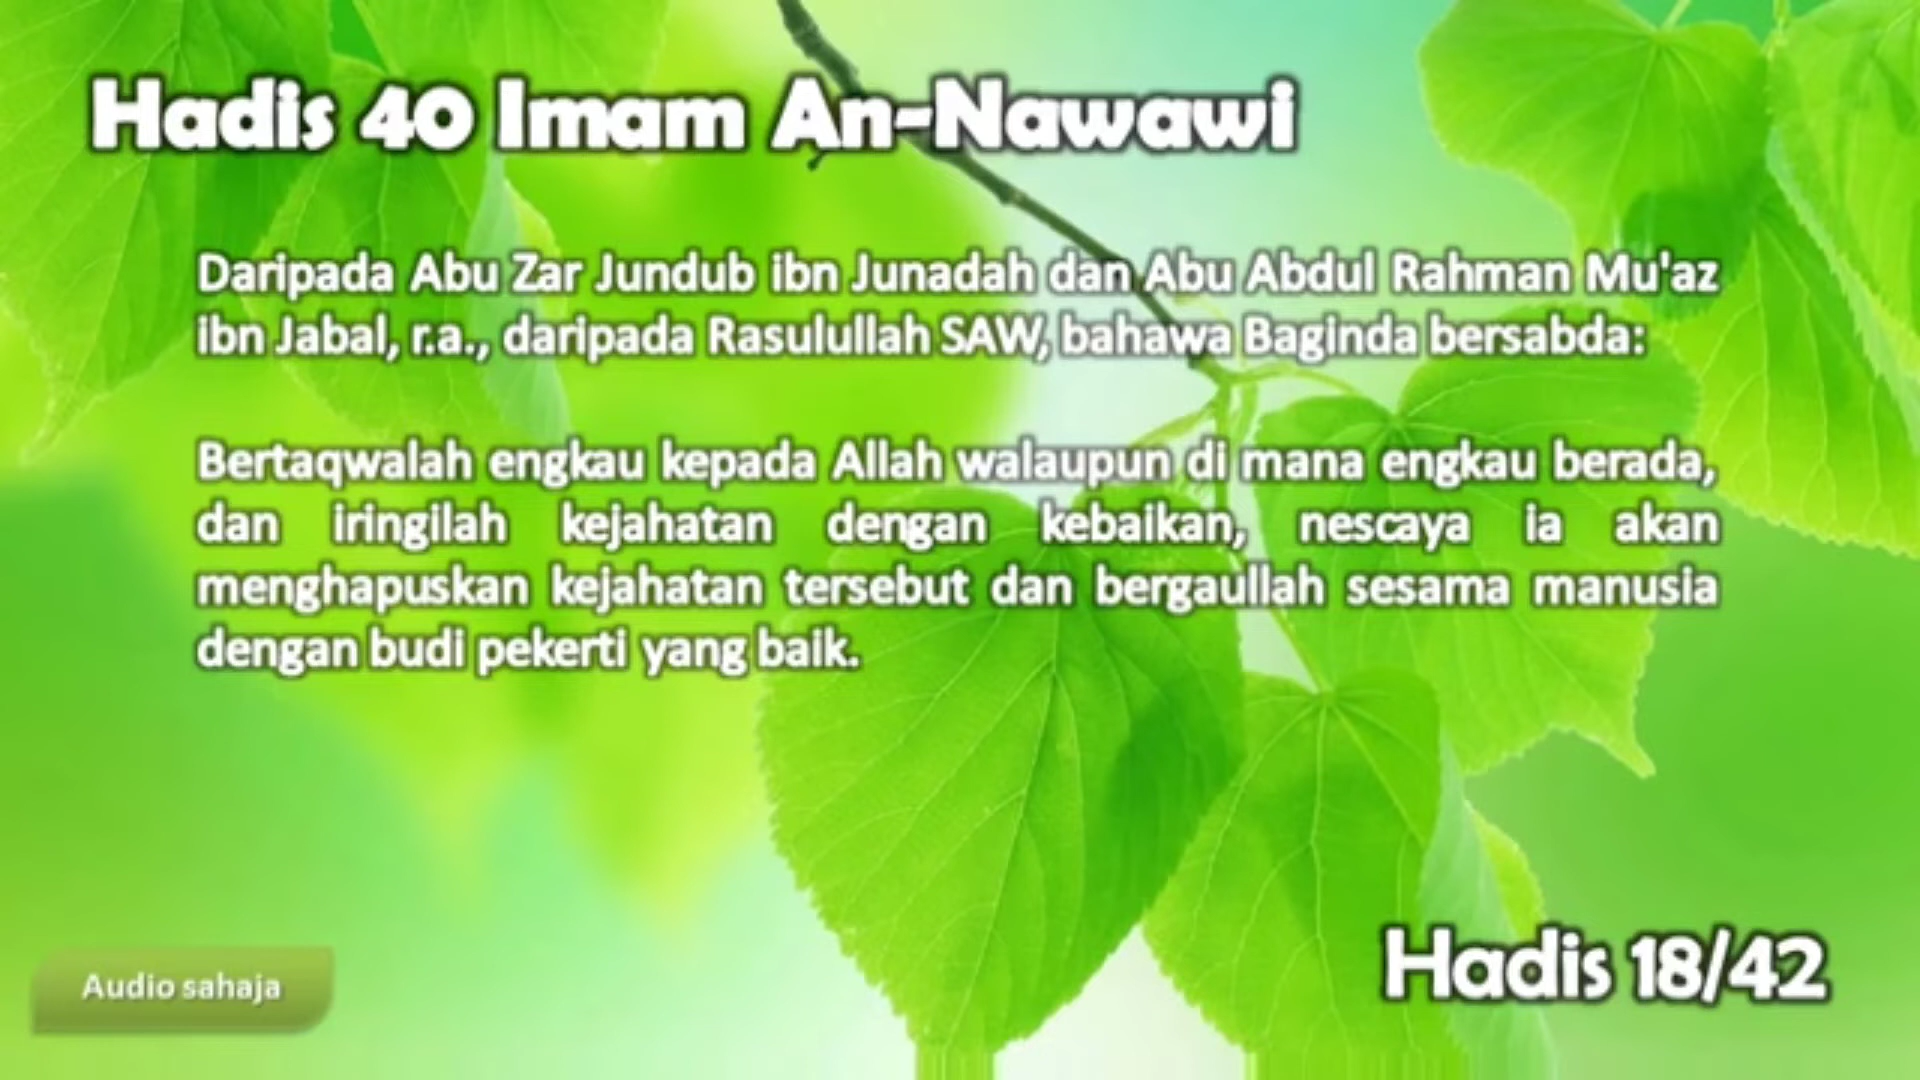 Hadis 40 Imam An-Nawawi
Daripada Abu Zar Jundub ibn Junadah dan Abu Abdul Rahman Mu'az
ibn Jabal, r.a., daripada Rasulullah SAW, bahawa Baginda bersabda:
Bertaqwalah engkau kepada Allah walaupun di mana engkau berada,
dan iringilah kejahatan dengan kebaikan, nescaya ia akan
menghapuskan kejahatan tersebut dan bergaullah sesama manusia
dengan budi pekerti yang baik.
Audio sahaja
Hadis 18/42